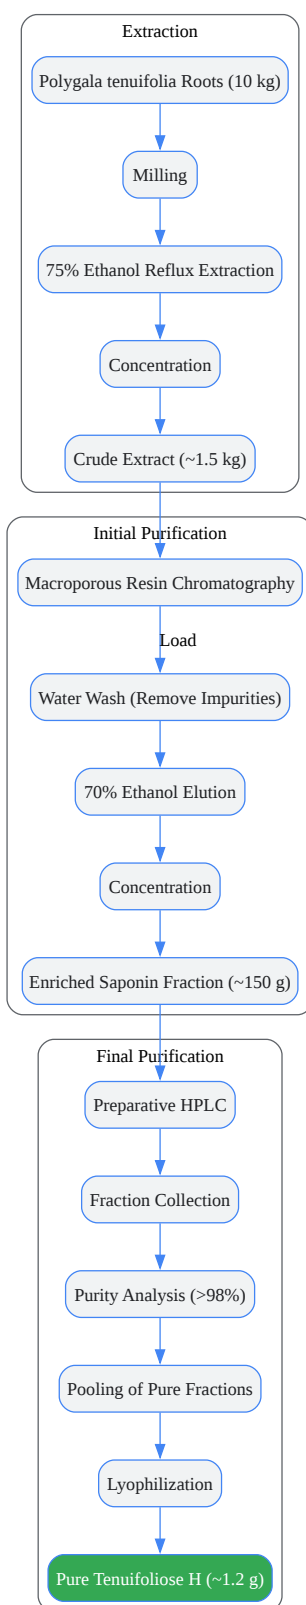 Extraction
Polygala tenuifolia Roots (10 kg)
Milling
75% Ethanol Reflux Extraction
Concentration
Crude Extract (~1.5 kg)
Initial Purification
Macroporous Resin Chromatography
Load
Water Wash (Remove Impurities)
70% Ethanol Elution
Concentration
Enriched Saponin Fraction (~150 g)
Final Purification
Preparative HPLC
Fraction Collection
Purity Analysis (>98%)
Pooling of Pure Fractions
Lyophilization
Pure Tenuifoliose H (~1.2 g)